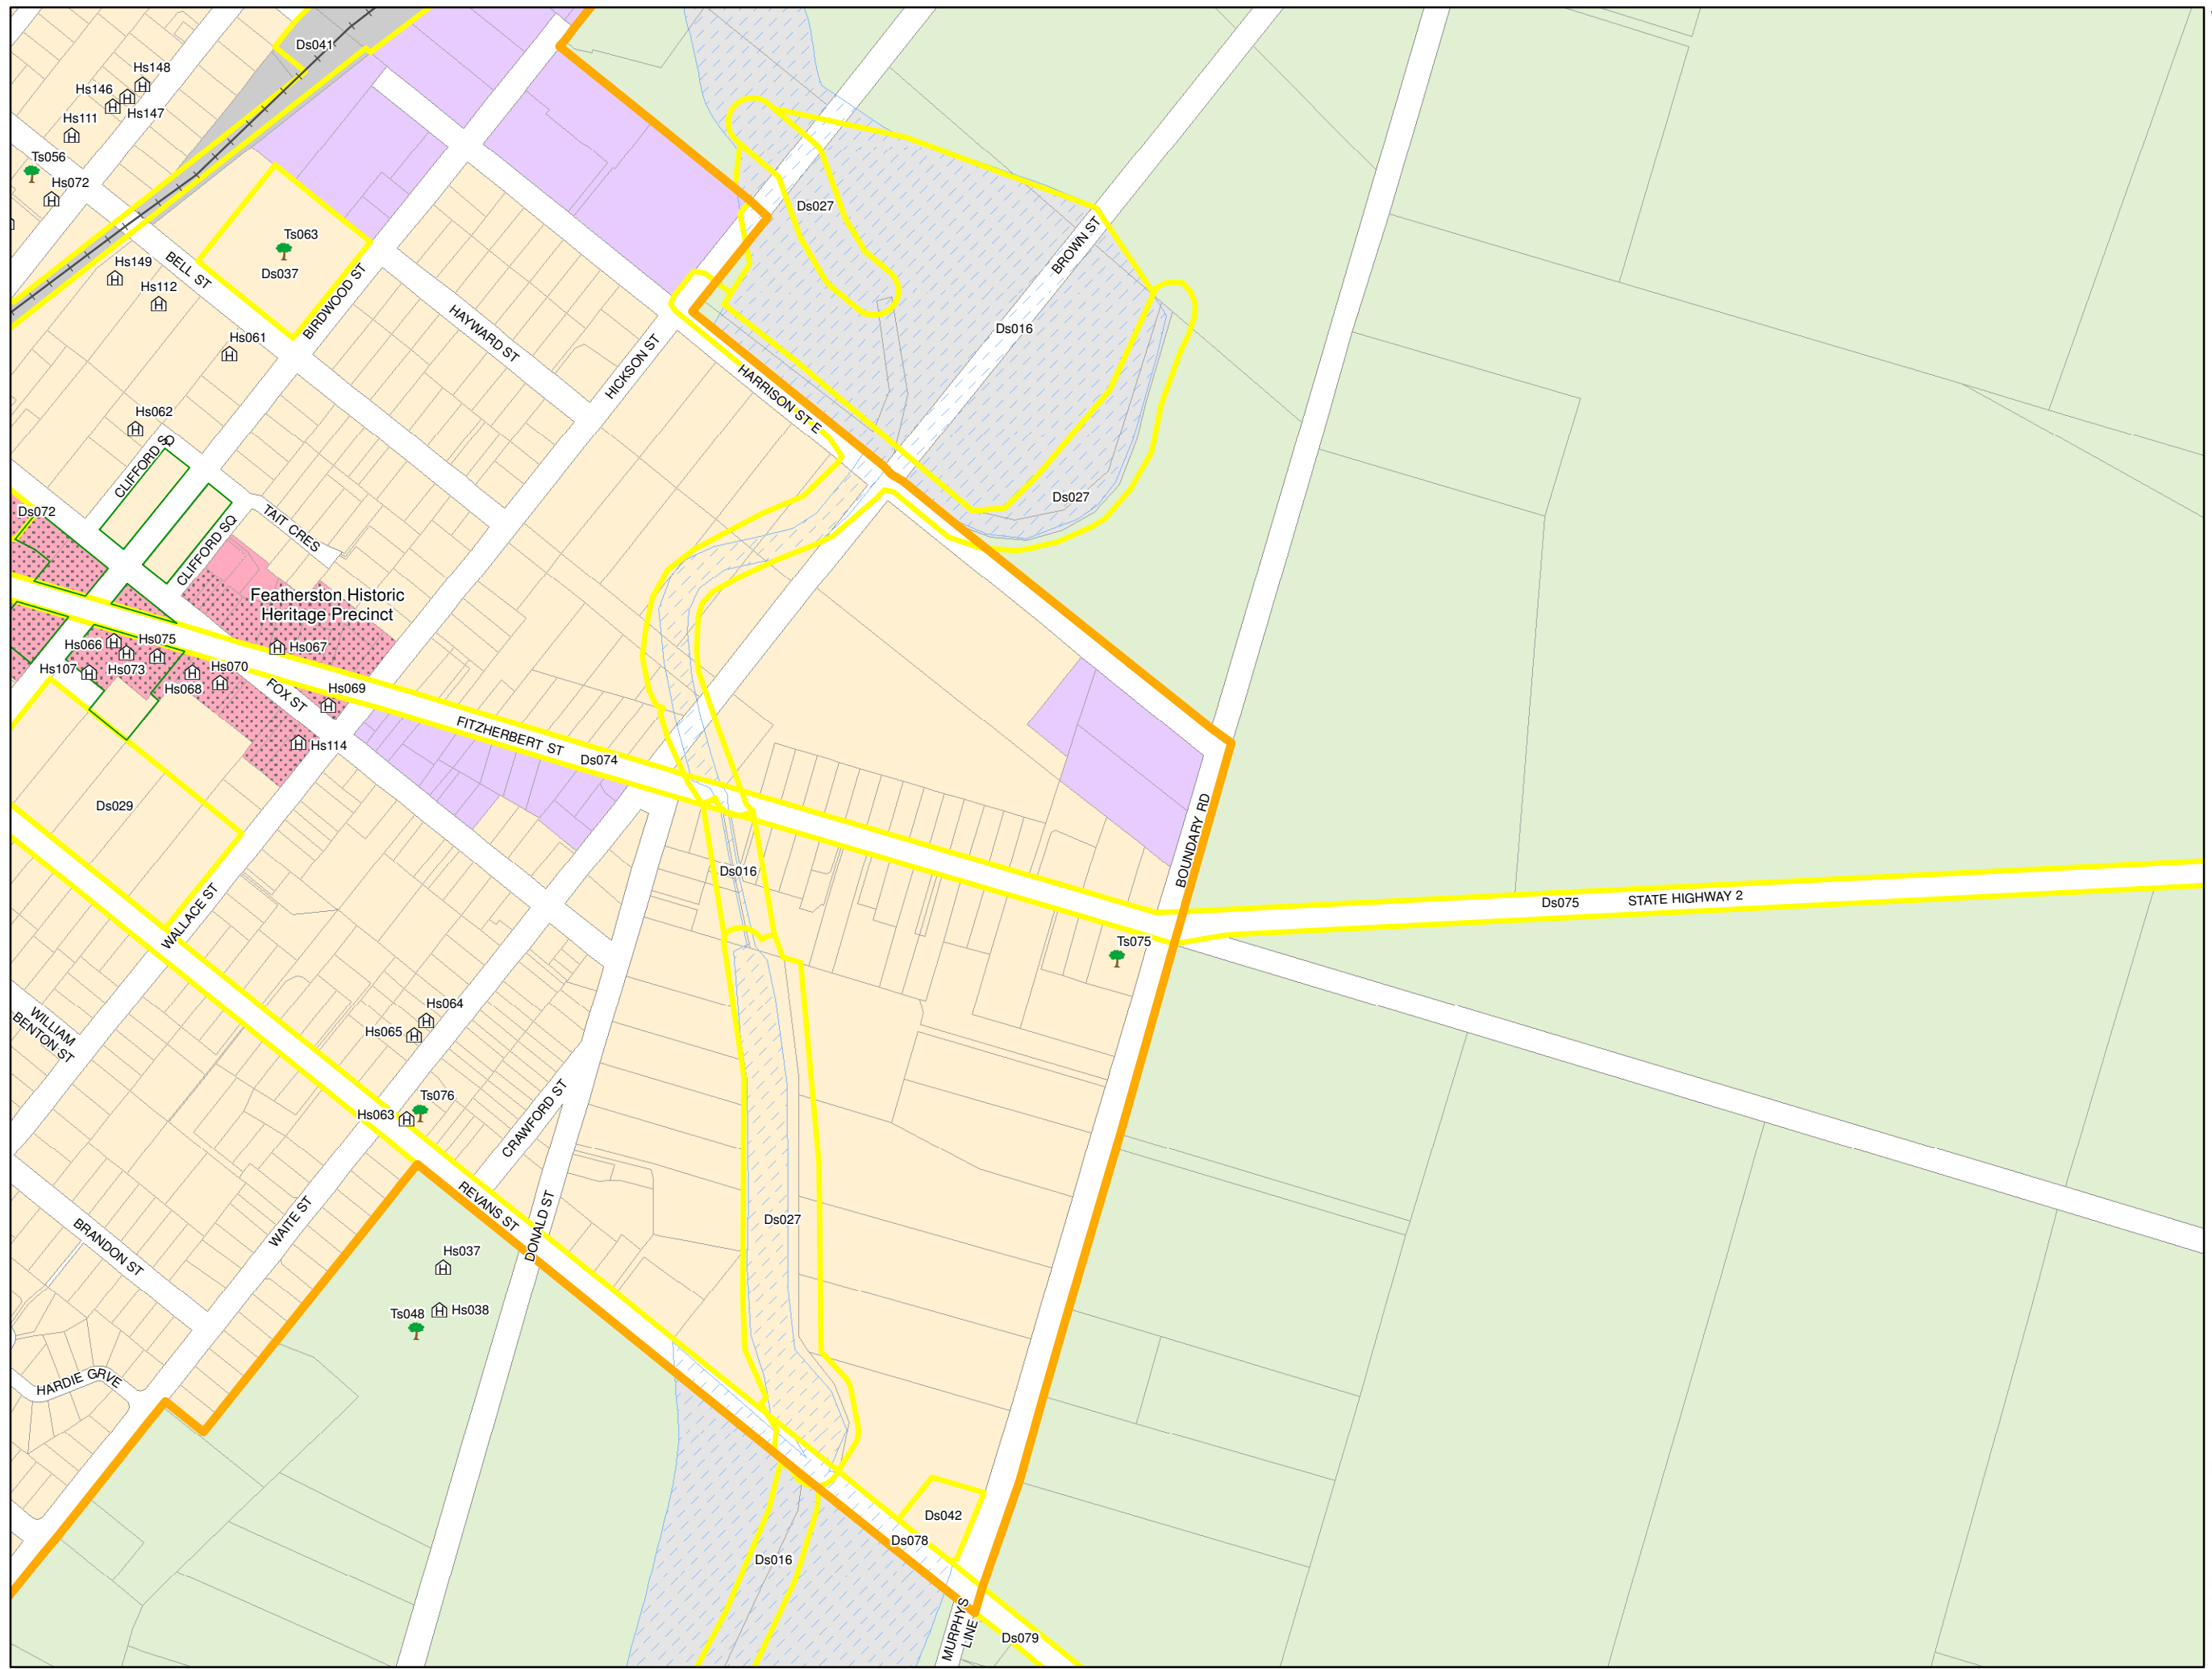 Ds041
Hs148
Hs146
Hs147
Hs111
Ts056
Hs072
Ts063
Ds037
Hs149
Hs112
BELL ST
BIRDWOOD ST
Hs061
HAYWARD ST
HICKSON ST
HARRISON ST E
Ds027
Ds016
BROWN ST
Ds027
Hs062
CLIFFORD SQ
TAIT CRES
CLIFFORD SQ
Ds072
Featherston Historic
Heritage Precinct
Hs066
Hs075
Hs067
Hs107
Hs073
Hs070
Hs068
Hs069
FOX ST
Hs114
FITZHERBERT ST
Ds074
Ds029
WALLACE ST
Ds016
BOUNDARY RD
Ds075
STATE HIGHWAY 2
Ts075
WILLIAM
BENTON ST
Hs064
Hs065
Ts076
Hs063
CRAWFORD ST
REVANS ST
DONALD ST
WAITE ST
BRANDON ST
Hs037
Hs038
Ts048
HARDIE GRVE
Ds027
Ds042
Ds078
Ds016
MURPHYS
LINE
Ds079